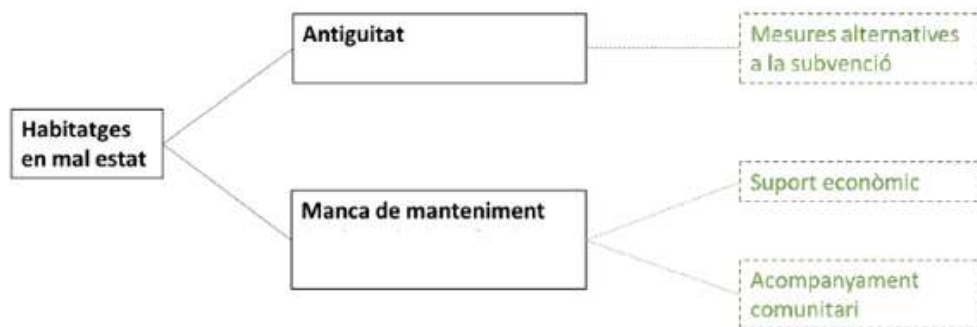 Habitatges
en mal estat
Antiguitat
Manca de manteniment
Mesures alternatives
a la subvenció
Suport econòmic
Acompanyament
comunitari